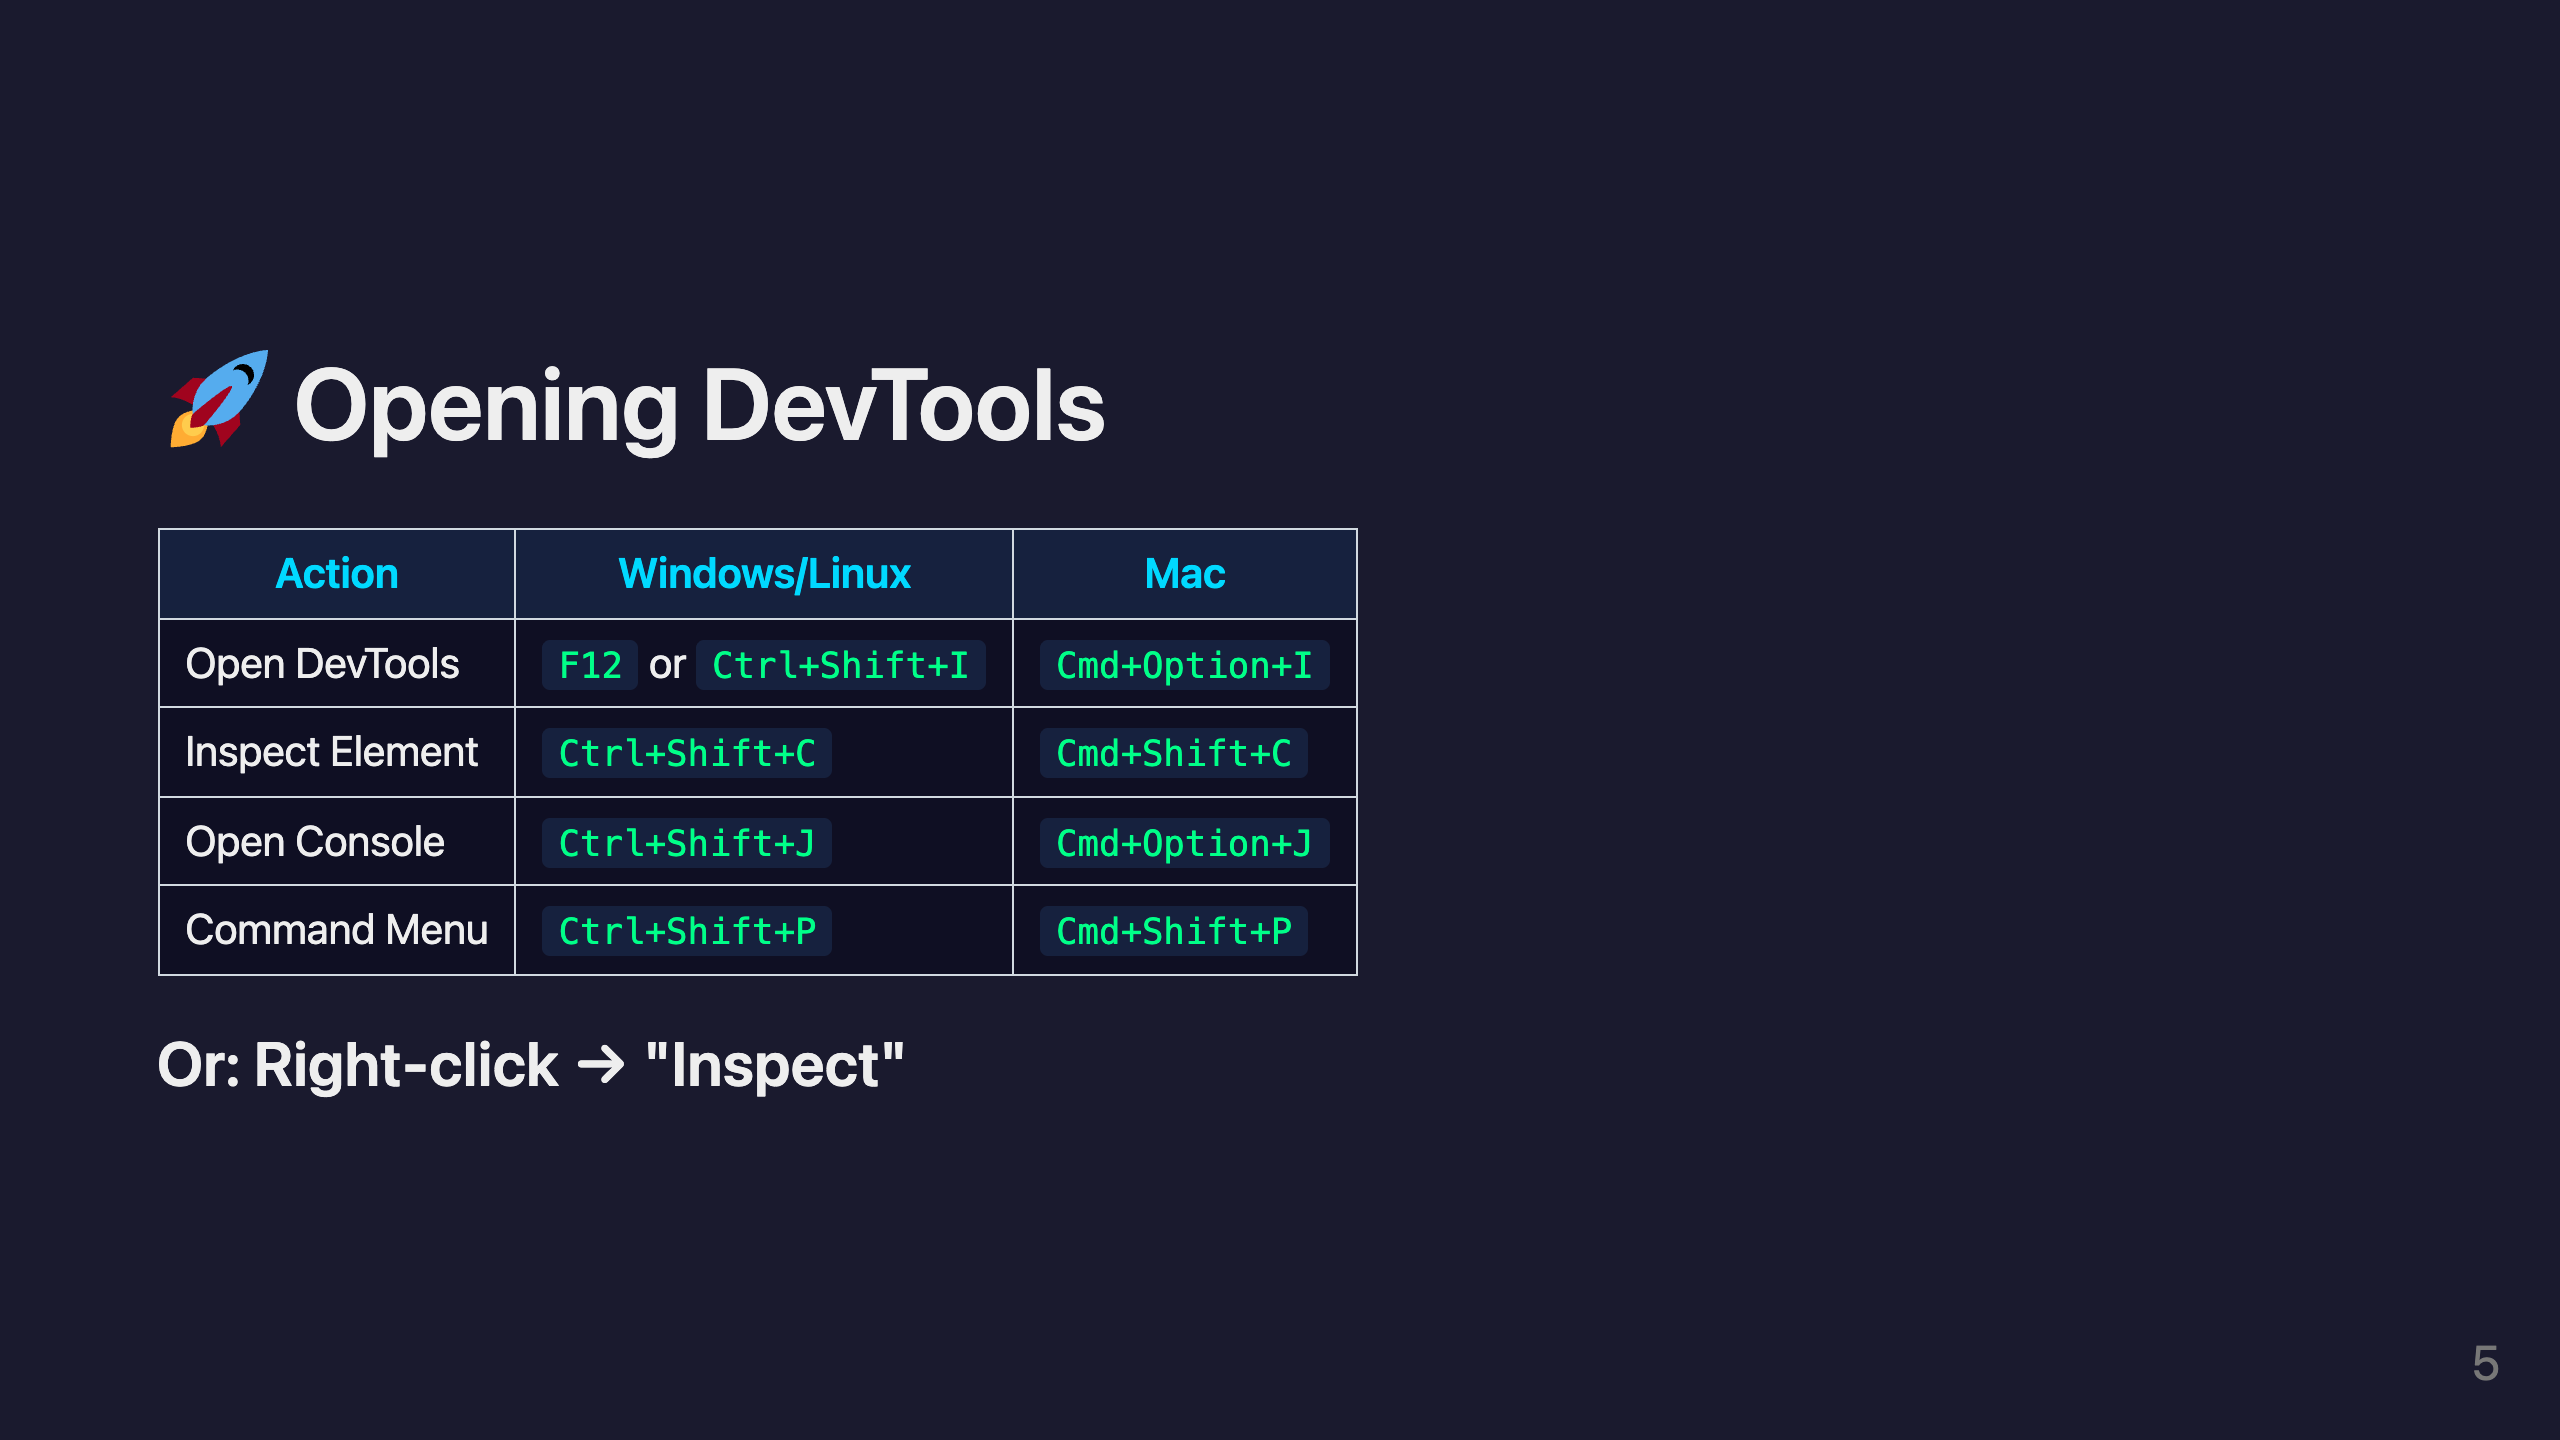 🚀 Opening DevTools
Action Windows/Linux Mac
Open DevTools F12 or Ctrl+Shift+I Cmd+Option+I
Inspect Element Ctrl+Shift+C Cmd+Shift+C
Open Console Ctrl+Shift+J Cmd+Option+J
Command Menu Ctrl+Shift+P Cmd+Shift+P
Or: Right-click → "Inspect"
5